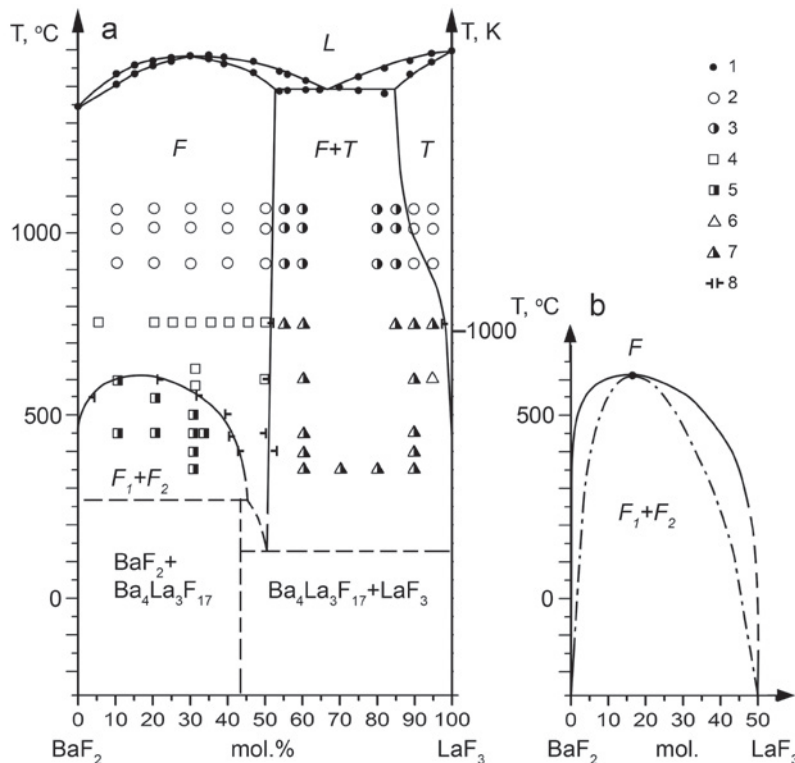 T, °C a L T, K
1
2
3
4
5
6
7
8
F F+T T
1000
500
0
1000
F₁+F₂
BaF₂+
Ba₄La₃F₁₇
Ba₄La₃F₁₇+LaF₃
0 10 20 30 40 50 60 70 80 90 100
BaF₂ mol.% LaF₃
T, °C b
F
500
F₁+F₂
0
0 10 20 30 40 50
BaF₂ mol. LaF₃